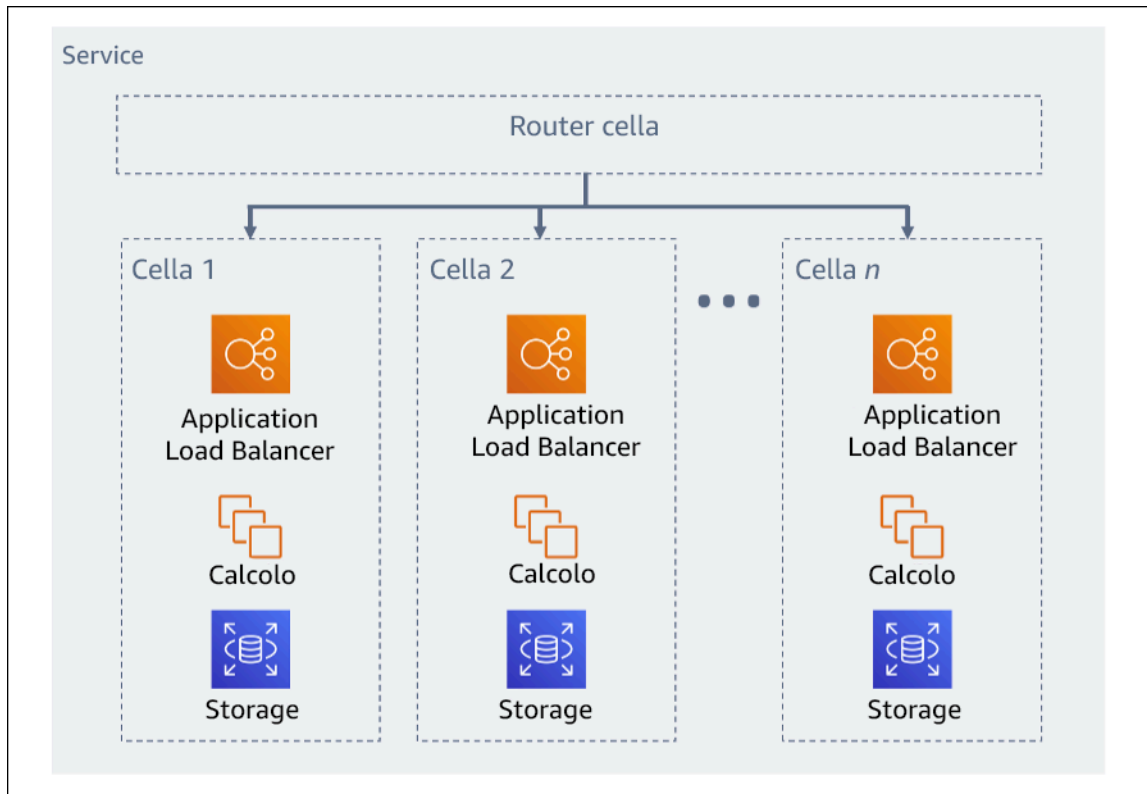 Service
Router cella
Cella 1
Cella 2
Cella n
Application
Load Balancer
Application
Load Balancer
Application
Load Balancer
Calcolo
Calcolo
Calcolo
Storage
Storage
Storage